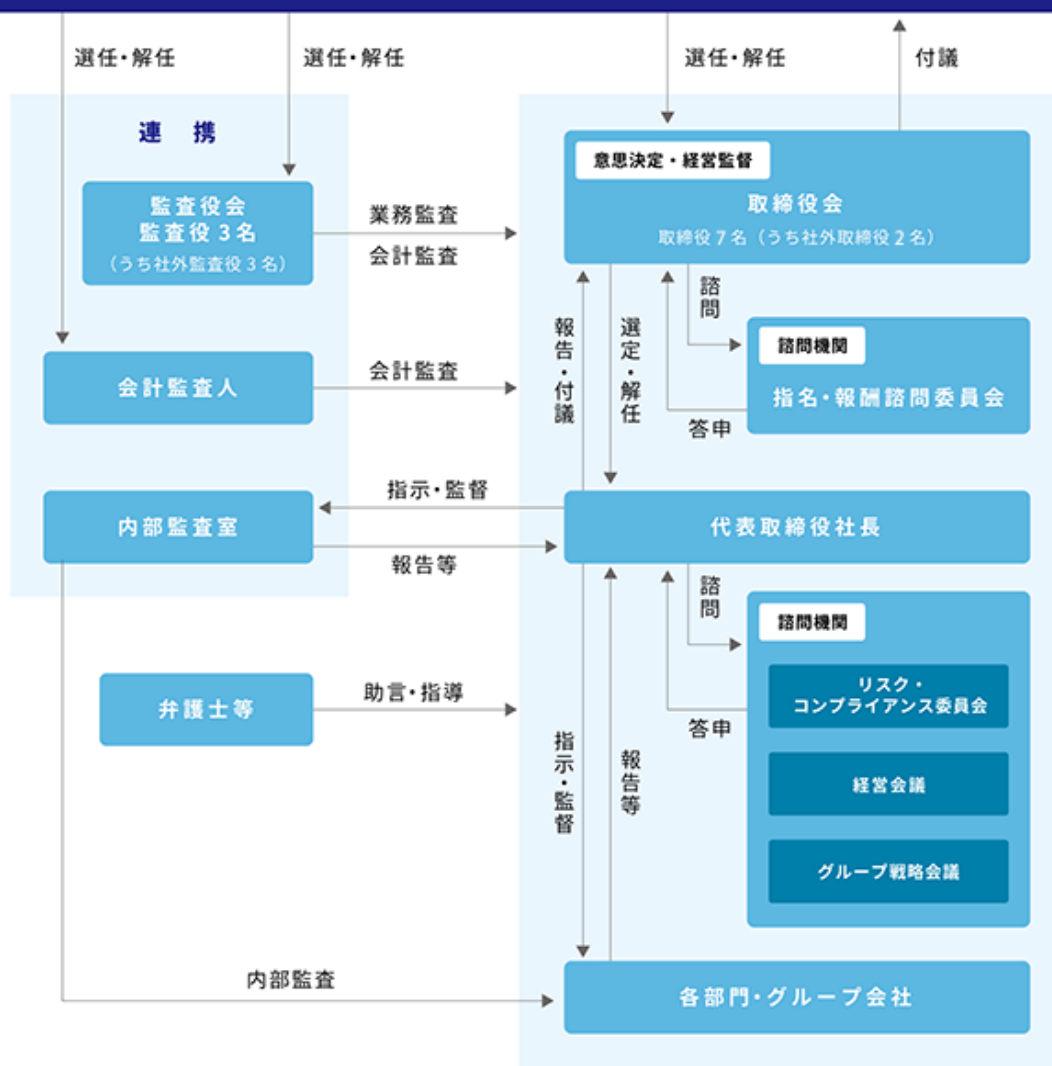 選任・解任
選任・解任
選任・解任
付議
連 携
監査役会
監査役 3 名
（うち社外監査役 3 名）
業務監査
会計監査
意思決定・経営監督
取締役会
取締役 7 名（うち社外取締役 2 名）
諮問
報告・付議
選定・解任
諮問機関
指名・報酬諮問委員会
答申
会計監査人
会計監査
内部監査室
指示・監督
報告等
代表取締役社長
諮問
諮問機関
リスク・
コンプライアンス委員会
経営会議
グループ戦略会議
答申
弁護士等
助言・指導
指示・監督
報告等
内部監査
各部門・グループ会社